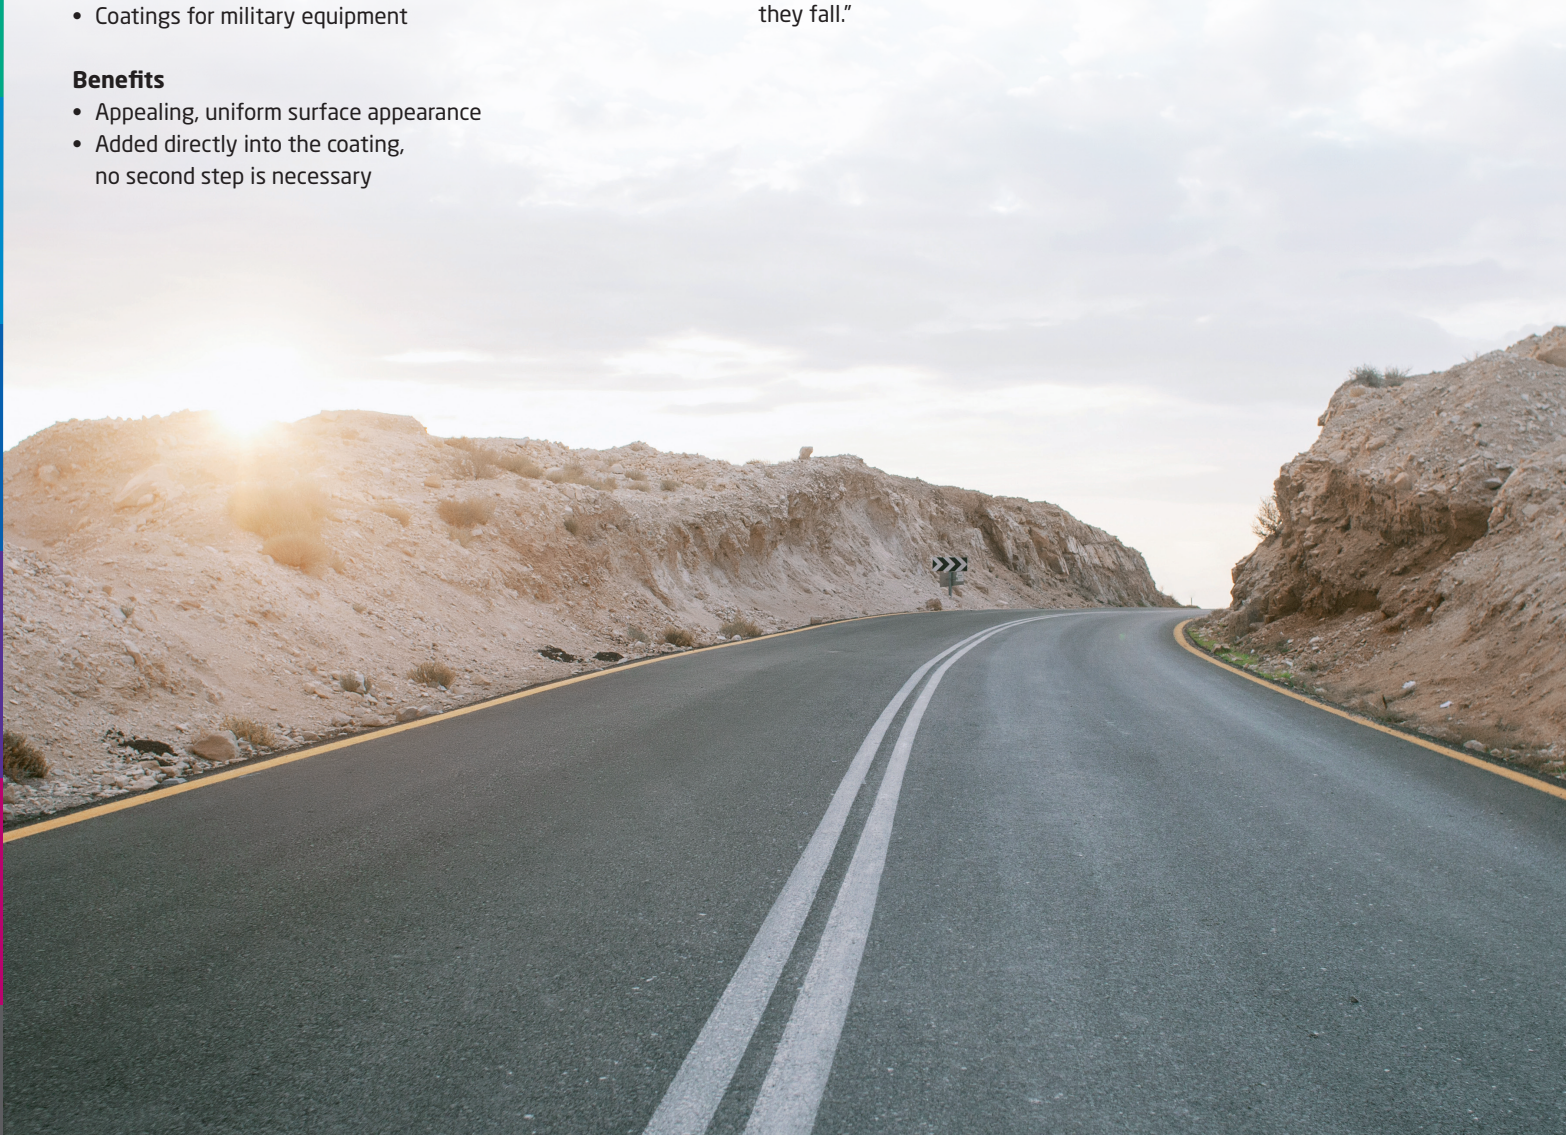 • Coatings for military equipment
Benefits
• Appealing, uniform surface appearance
• Added directly into the coating,
no second step is necessary
they fall.”